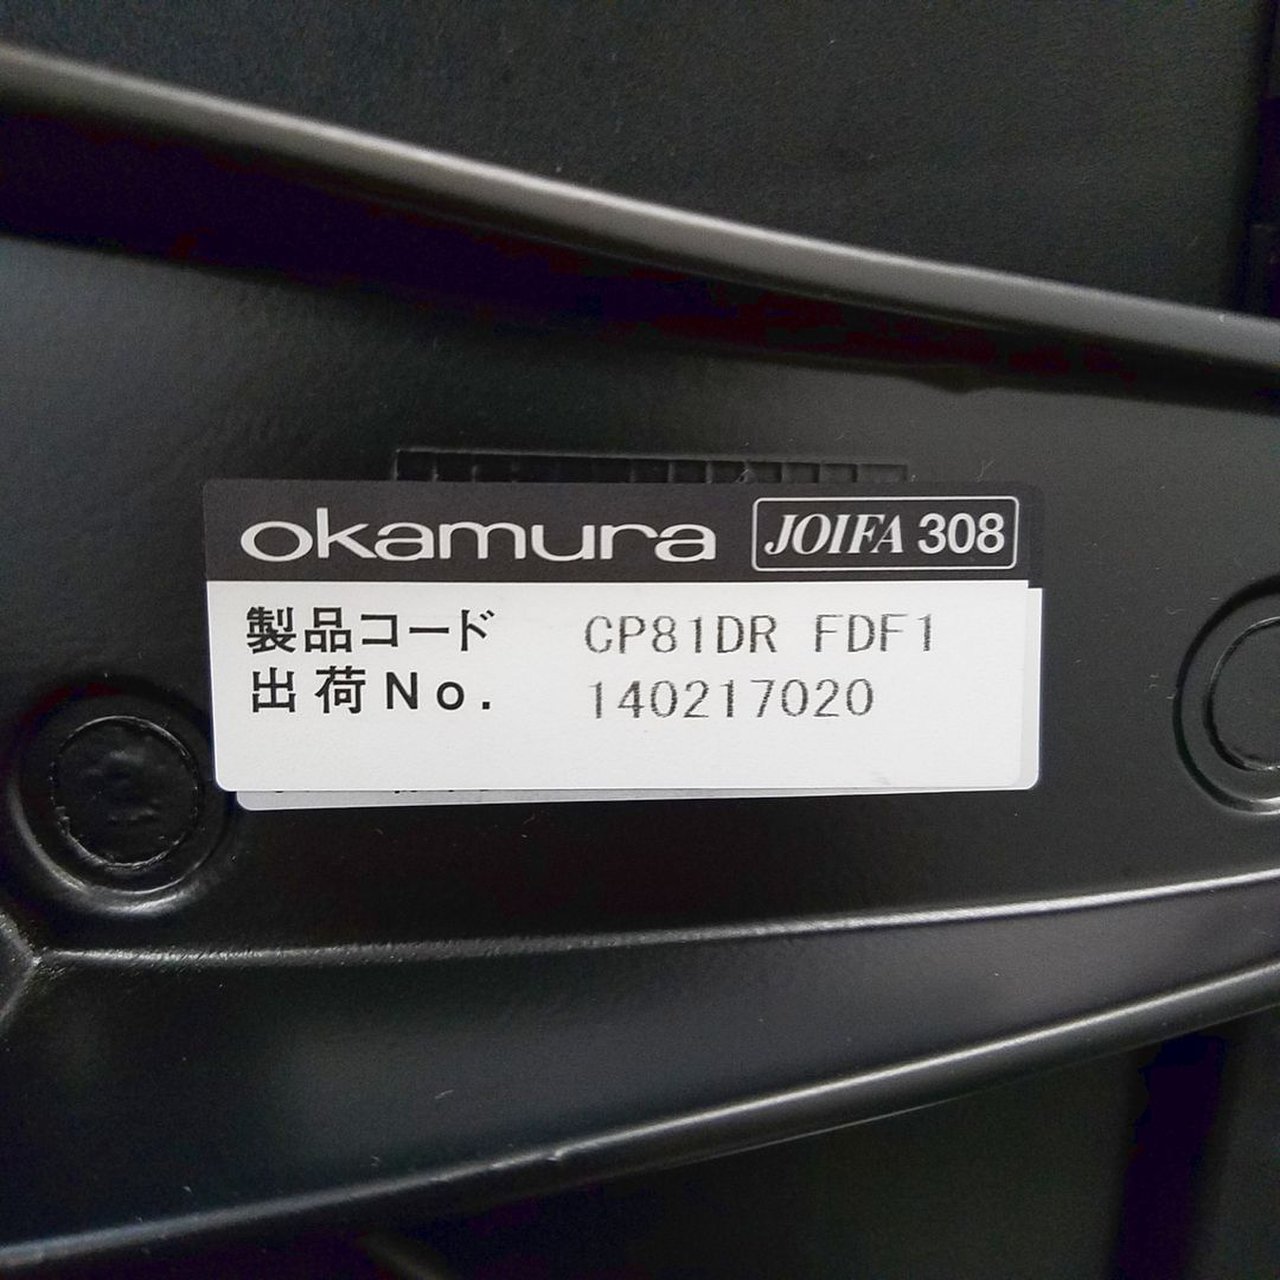 okamura JOIFA 308
製品コード CP81DR FDF1
出荷No. 140217020